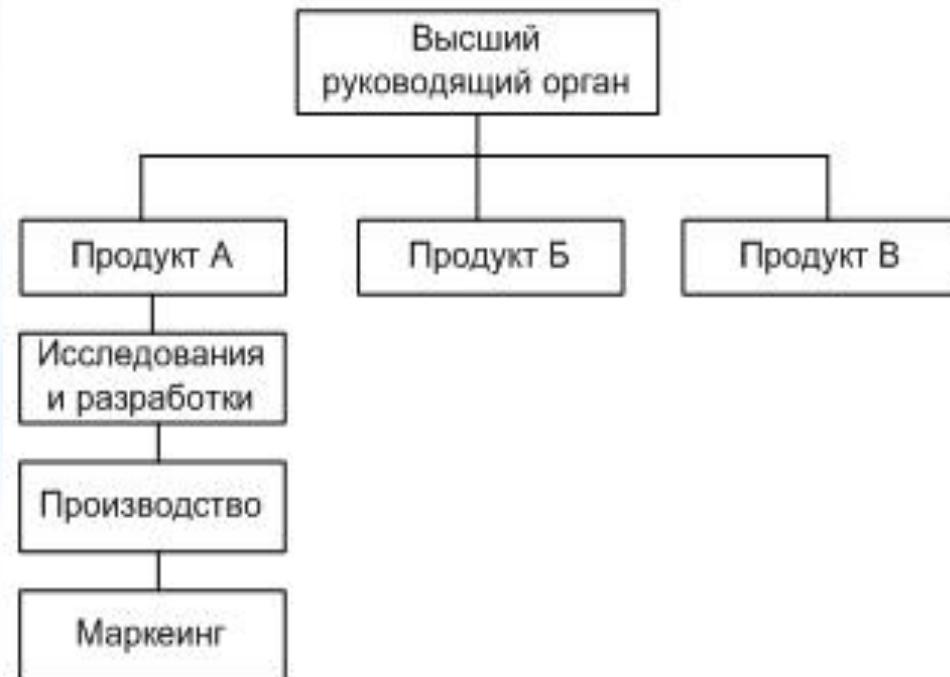 Высший
руководящий орган
Продукт А
Продукт Б
Продукт В
Исследования
и разработки
Производство
Маркеинг